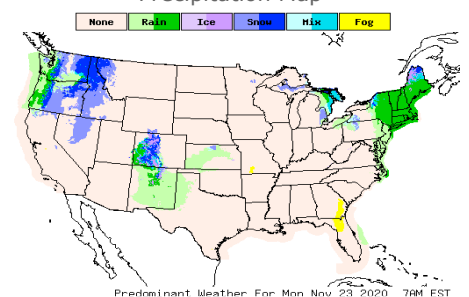 Precipitation Map
None Rain Ice Snow Mix Fog
Predominant Weather For Mon Nov 23 2020 7AM EST